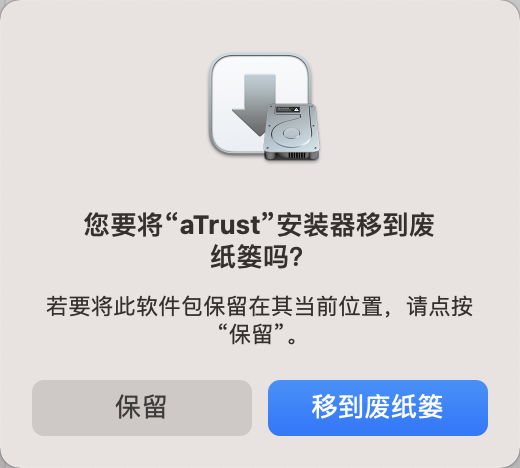 您要将“aTrust”安装器移到废
纸篓吗？
若要将此软件包保留在其当前位置，请点按
“保留”。
保留
移到废纸篓